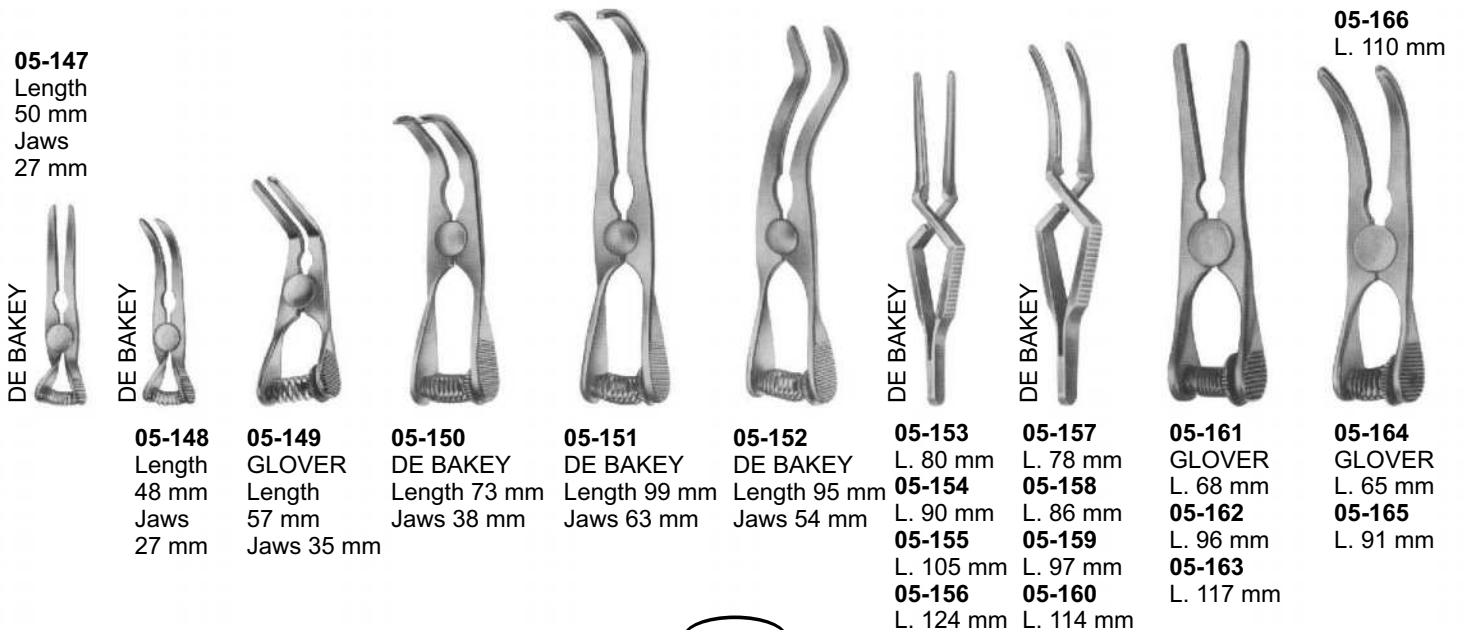 05-147
Length
50 mm
Jaws
27 mm
DE BAKEY
DE BAKEY
05-148
Length
48 mm
Jaws
27 mm
05-149
GLOVER
Length
57 mm
Jaws 35 mm
05-150
DE BAKEY
Length 73 mm
Jaws 38 mm
05-151
DE BAKEY
Length 99 mm
Jaws 63 mm
05-152
DE BAKEY
Length 95 mm
Jaws 54 mm
DE BAKEY
05-153
L. 80 mm
05-154
L. 90 mm
05-155
L. 105 mm
05-156
L. 124 mm
DE BAKEY
05-157
L. 78 mm
05-158
L. 86 mm
05-159
L. 97 mm
05-160
L. 114 mm
05-161
GLOVER
L. 68 mm
05-162
L. 96 mm
05-163
L. 117 mm
05-166
L. 110 mm
05-164
GLOVER
L. 65 mm
05-165
L. 91 mm